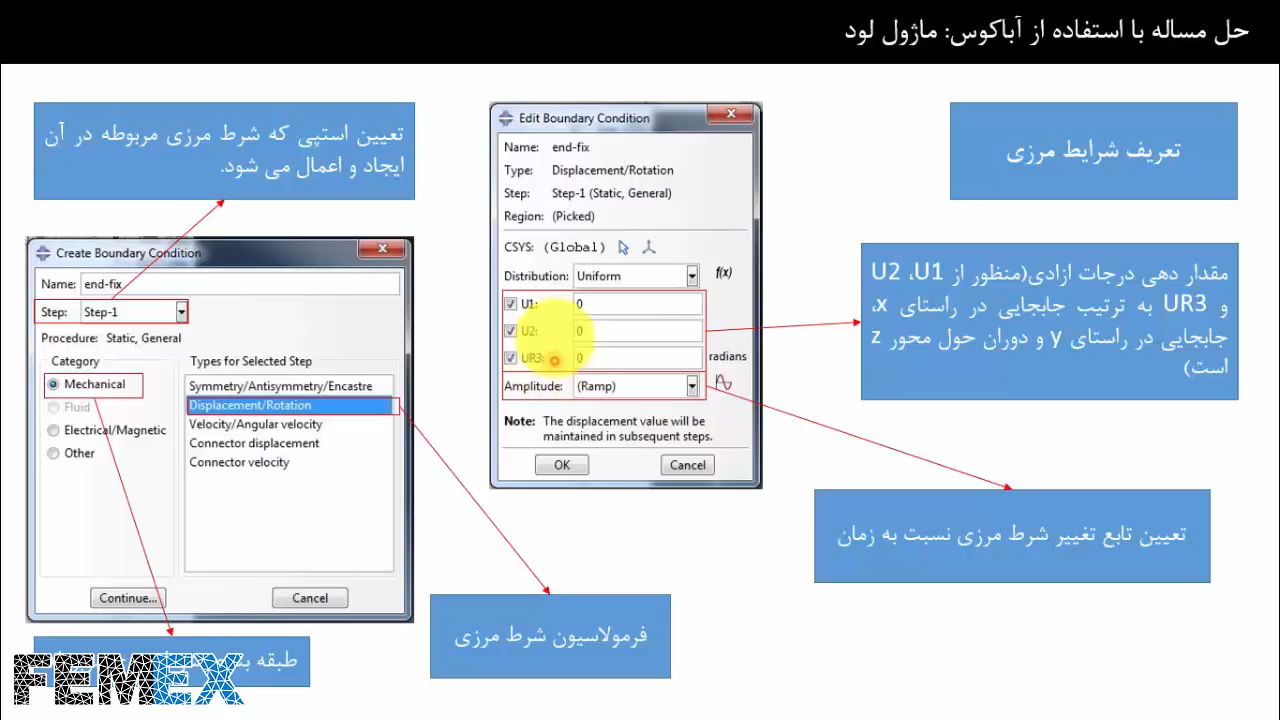 حل مساله با استفاده از آباکوس: ماژول لود
تعریف شرایط مرزی
تعیین استپی که شرط مرزی مربوطه در آن
ایجاد و اعمال می شود.
Create Boundary Condition
Name: end-fix
Step: Step-1
Procedure: Static, General
Category
Mechanical
Fluid
Electrical/Magnetic
Other
Types for Selected Step
Symmetry/Antisymmetry/Encastre
Displacement/Rotation
Velocity/Angular velocity
Connector displacement
Connector velocity
Continue...
Cancel
Edit Boundary Condition
Name: end-fix
Type: Displacement/Rotation
Step: Step-1 (Static, General)
Region: (Picked)
CSYS: (Global)
Distribution: Uniform f(x)
U1: 0
U2: 0
UR3: 0 radians
Amplitude: (Ramp)
Note: The displacement value will be
maintained in subsequent steps.
OK
Cancel
مقدار دهی درجات ازادی(منظور از U1، U2
و UR3 به ترتیب جابجایی در راستای x،
جابجایی در راستای y و دوران حول محور z
است)
تعیین تابع تغییر شرط مرزی نسبت به زمان
فرمولاسیون شرط مرزی
طبقه
FEMEX